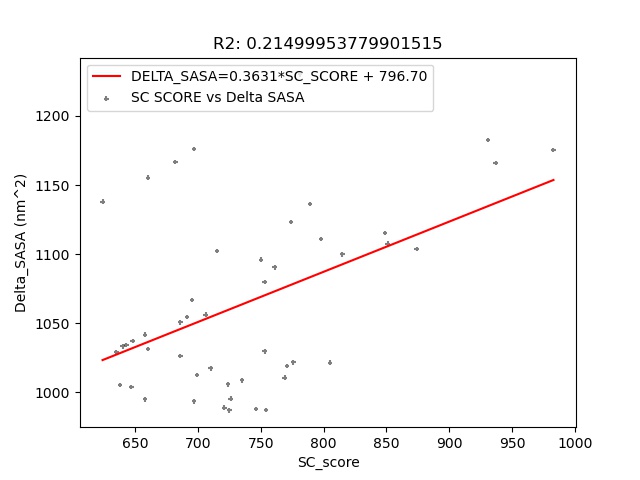 R2: 0.21499953779901515
DELTA_SASA=0.3631*SC_SCORE + 796.70
SC SCORE vs Delta SASA
Delta_SASA (nm^2)
1200
1150
1100
1050
1000
650 700 750 800 850 900 950 1000
SC_score